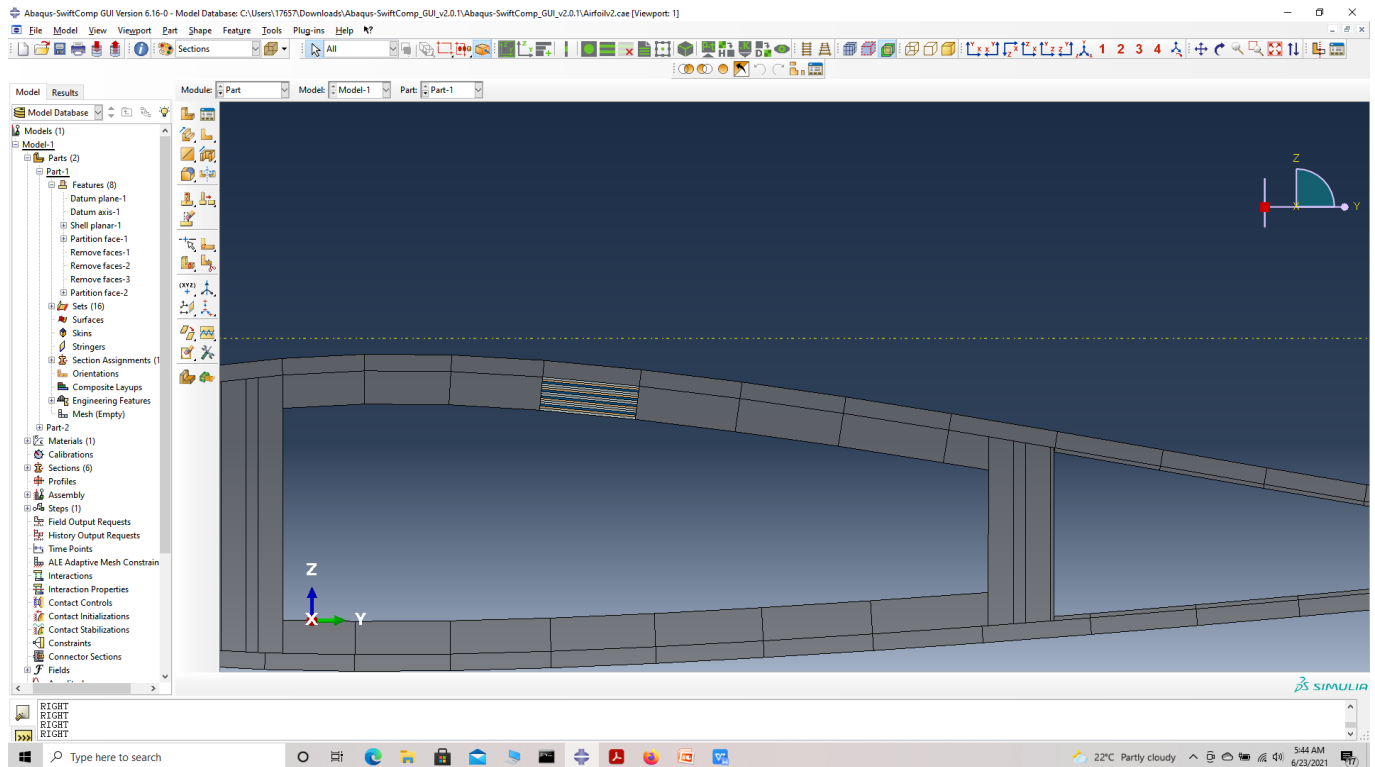 Abaqus-SwiftComp GUI Version 6.16-0 - Model Database: C:\Users\17657\Downloads\Abaqus-SwiftComp_GUI_v2.0.1\Abaqus-SwiftComp_GUI_v2.0.1\Airfoilv2.cae [Viewport: 1]
File Model View Viewport Part Shape Feature Tools Plug-ins Help
Sections All 1 2 3 4
Model Results Module: Part Model: Model-1 Part: Part-1
Model Database
Models (1)
Model-1
Parts (2)
Part-1
Features (8)
Datum plane-1
Datum axis-1
Shell planar-1
Partition face-1
Remove faces-1
Remove faces-2
Remove faces-3
Partition face-2
Sets (16)
Surfaces
Skins
Stringers
Section Assignments (1
Orientations
Composite Layups
Engineering Features
Mesh (Empty)
Part-2
Materials (1)
Calibrations
Sections (6)
Profiles
Assembly
Steps (1)
Field Output Requests
History Output Requests
Time Points
ALE Adaptive Mesh Constrain
Interactions
Interaction Properties
Contact Controls
Contact Initializations
Contact Stabilizations
Constraints
Connector Sections
Fields
(XYZ)
Z
X Y
Z
X Y
SIMULIA
RIGHT
RIGHT
RIGHT
RIGHT
Type here to search
22°C Partly cloudy
5:44 AM
6/23/2021
17